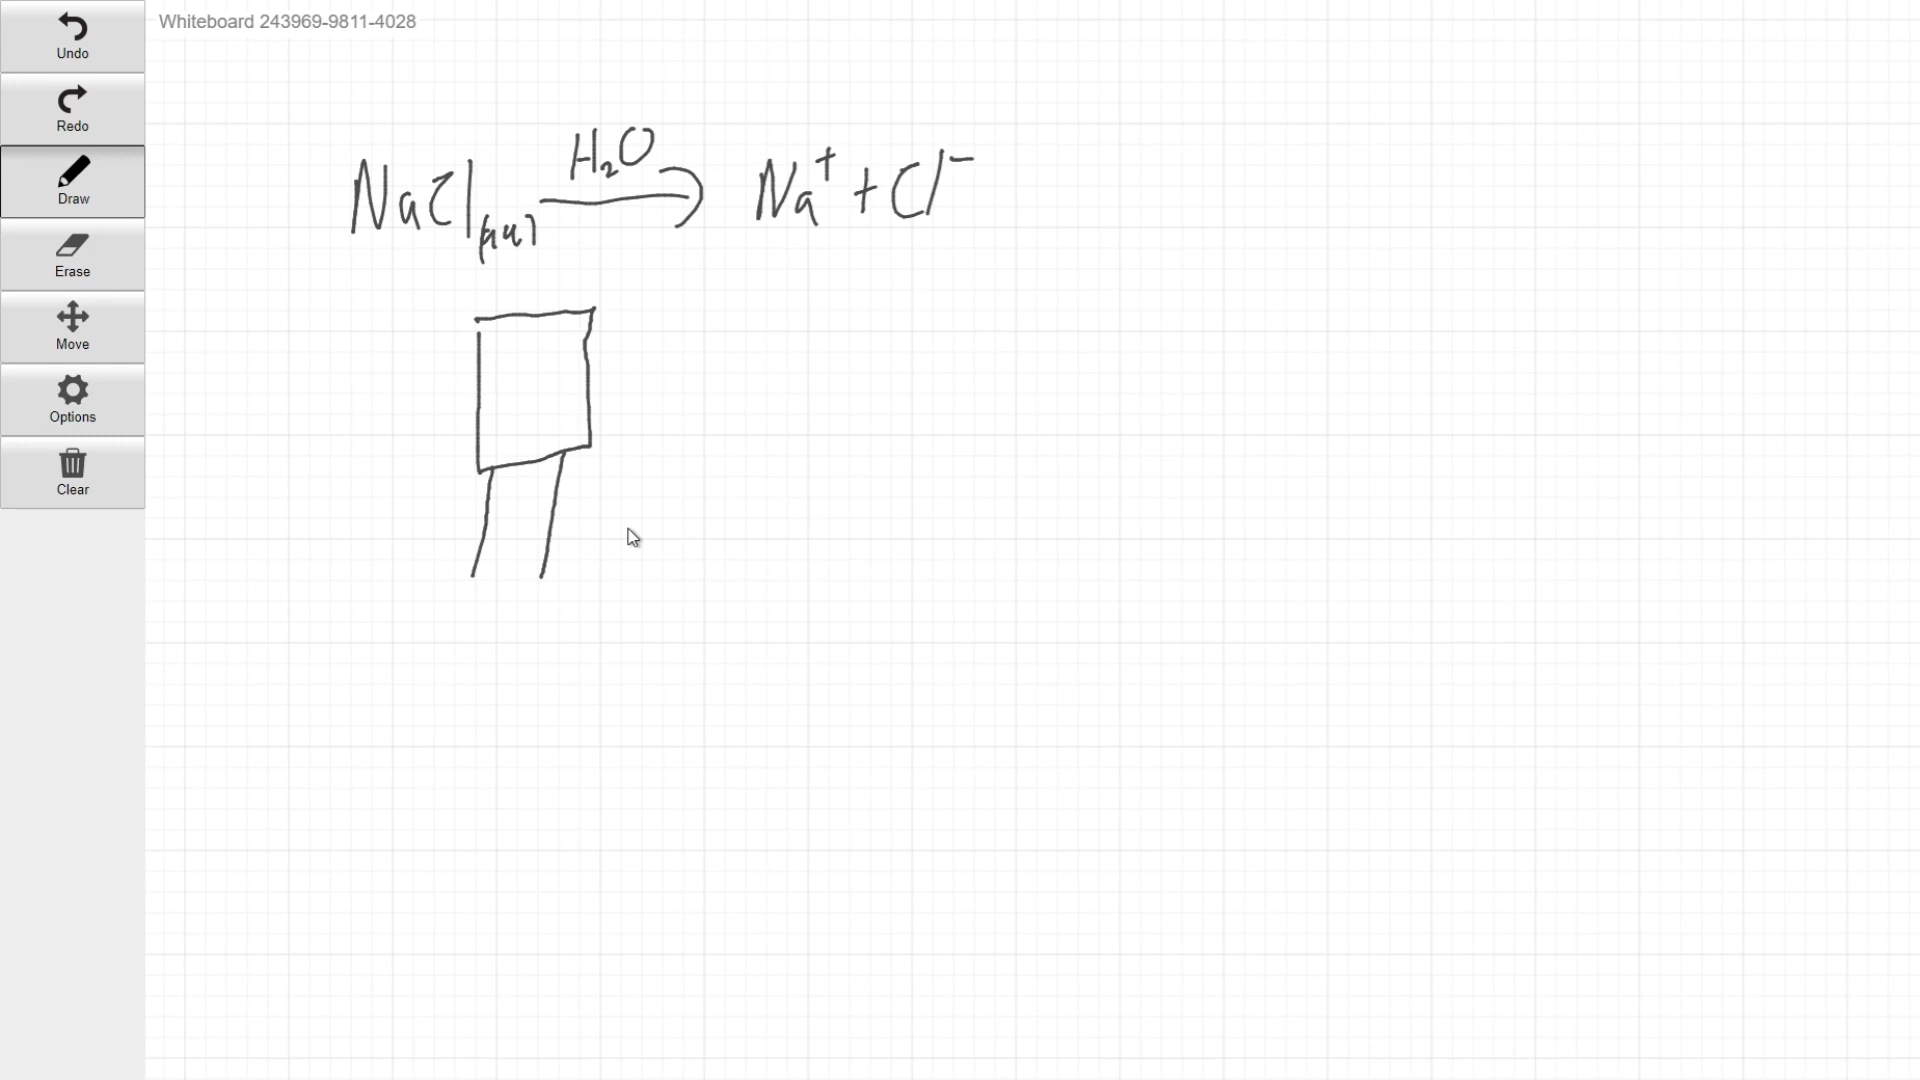 Whiteboard 243969-9811-4028
Undo
Redo
Draw
Erase
Move
Options
Clear
H₂O
NaCl(aq) → Na⁺ + Cl⁻